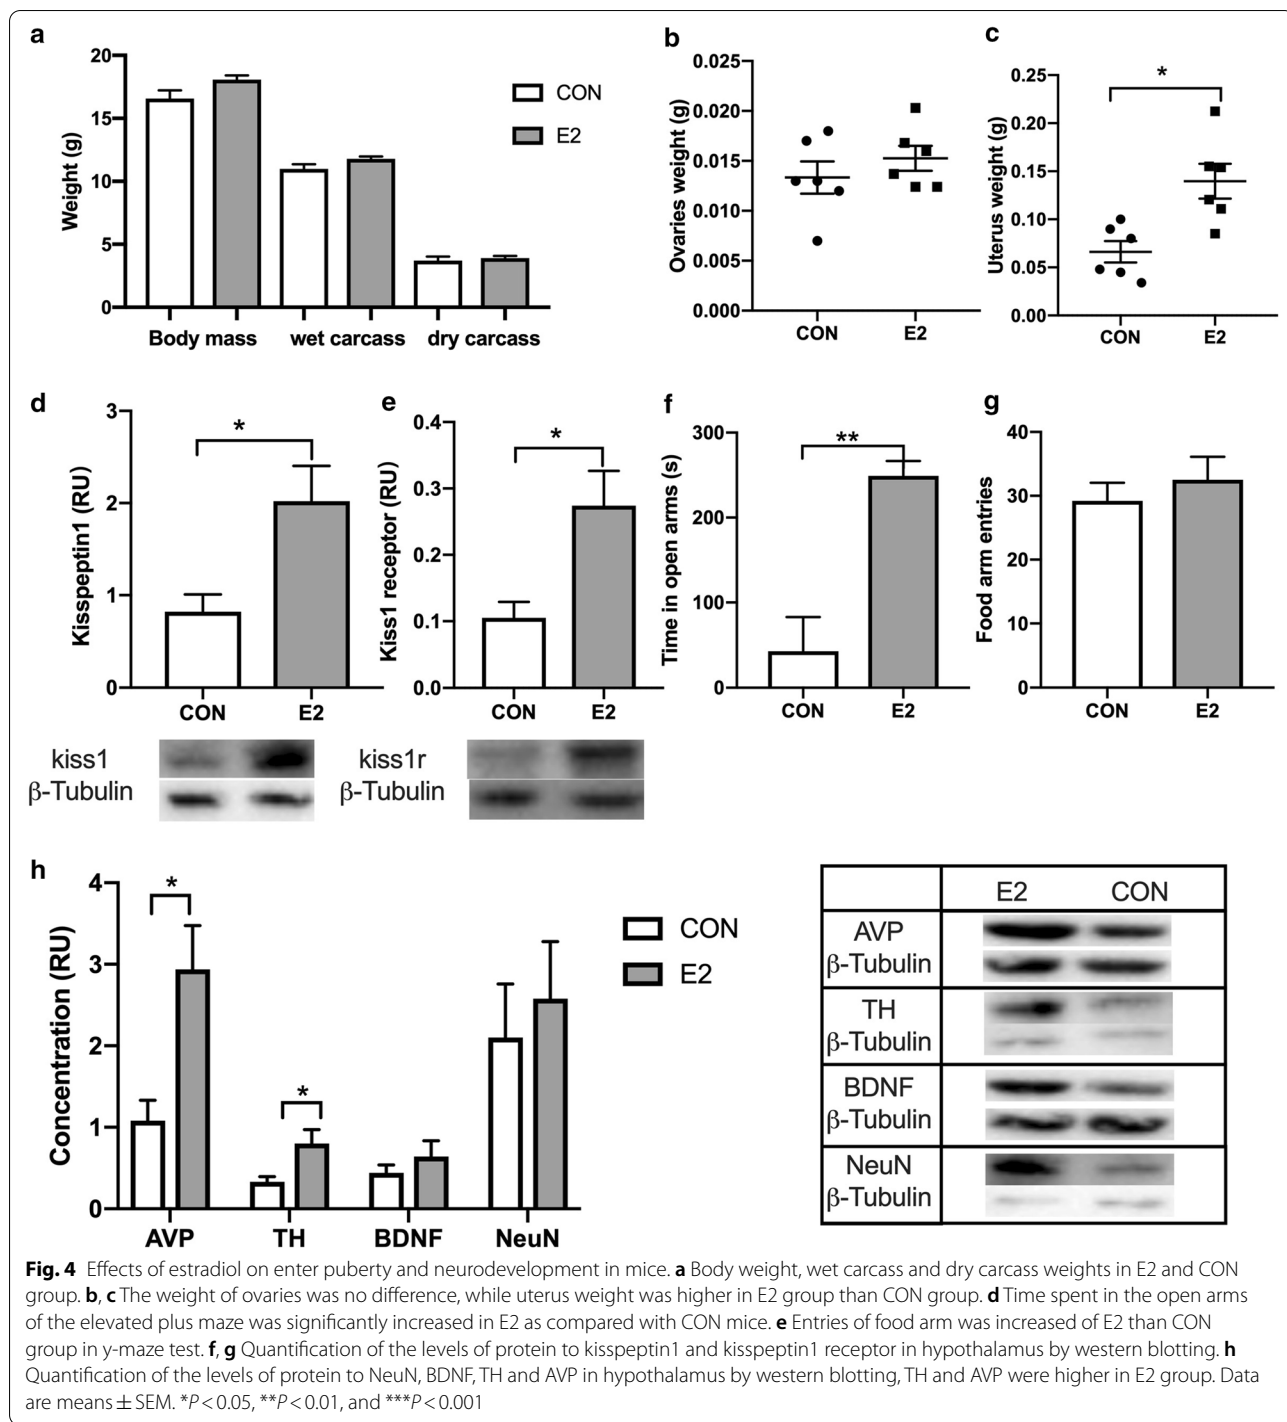 a
20
15
10
5
0
Weight (g)
Body mass wet carcass dry carcass
CON
E2
b
0.025
0.020
0.015
0.010
0.005
0.000
Ovaries weight (g)
CON E2
c
0.25
0.20
0.15
0.10
0.05
0.00
Uterus weight (g)
*
CON E2
d
3
2
1
0
Kisspeptin1 (RU)
*
CON E2
kiss1
β-Tubulin
e
0.4
0.3
0.2
0.1
0.0
Kiss1 receptor (RU)
*
CON E2
kiss1r
β-Tubulin
f
300
200
100
0
Time in open arms (s)
**
CON E2
g
40
30
20
10
0
Food arm entries
CON E2
h
4
3
2
1
0
Concentration (RU)
*
*
AVP TH BDNF NeuN
CON
E2
E2 CON
AVP
β-Tubulin
TH
β-Tubulin
BDNF
β-Tubulin
NeuN
β-Tubulin
Fig. 4 Effects of estradiol on enter puberty and neurodevelopment in mice. a Body weight, wet carcass and dry carcass weights in E2 and CON
group. b, c The weight of ovaries was no difference, while uterus weight was higher in E2 group than CON group. d Time spent in the open arms
of the elevated plus maze was significantly increased in E2 as compared with CON mice. e Entries of food arm was increased of E2 than CON
group in y-maze test. f, g Quantification of the levels of protein to kisspeptin1 and kisspeptin1 receptor in hypothalamus by western blotting. h
Quantification of the levels of protein to NeuN, BDNF, TH and AVP in hypothalamus by western blotting, TH and AVP were higher in E2 group. Data
are means ± SEM. *P < 0.05, **P < 0.01, and ***P < 0.001